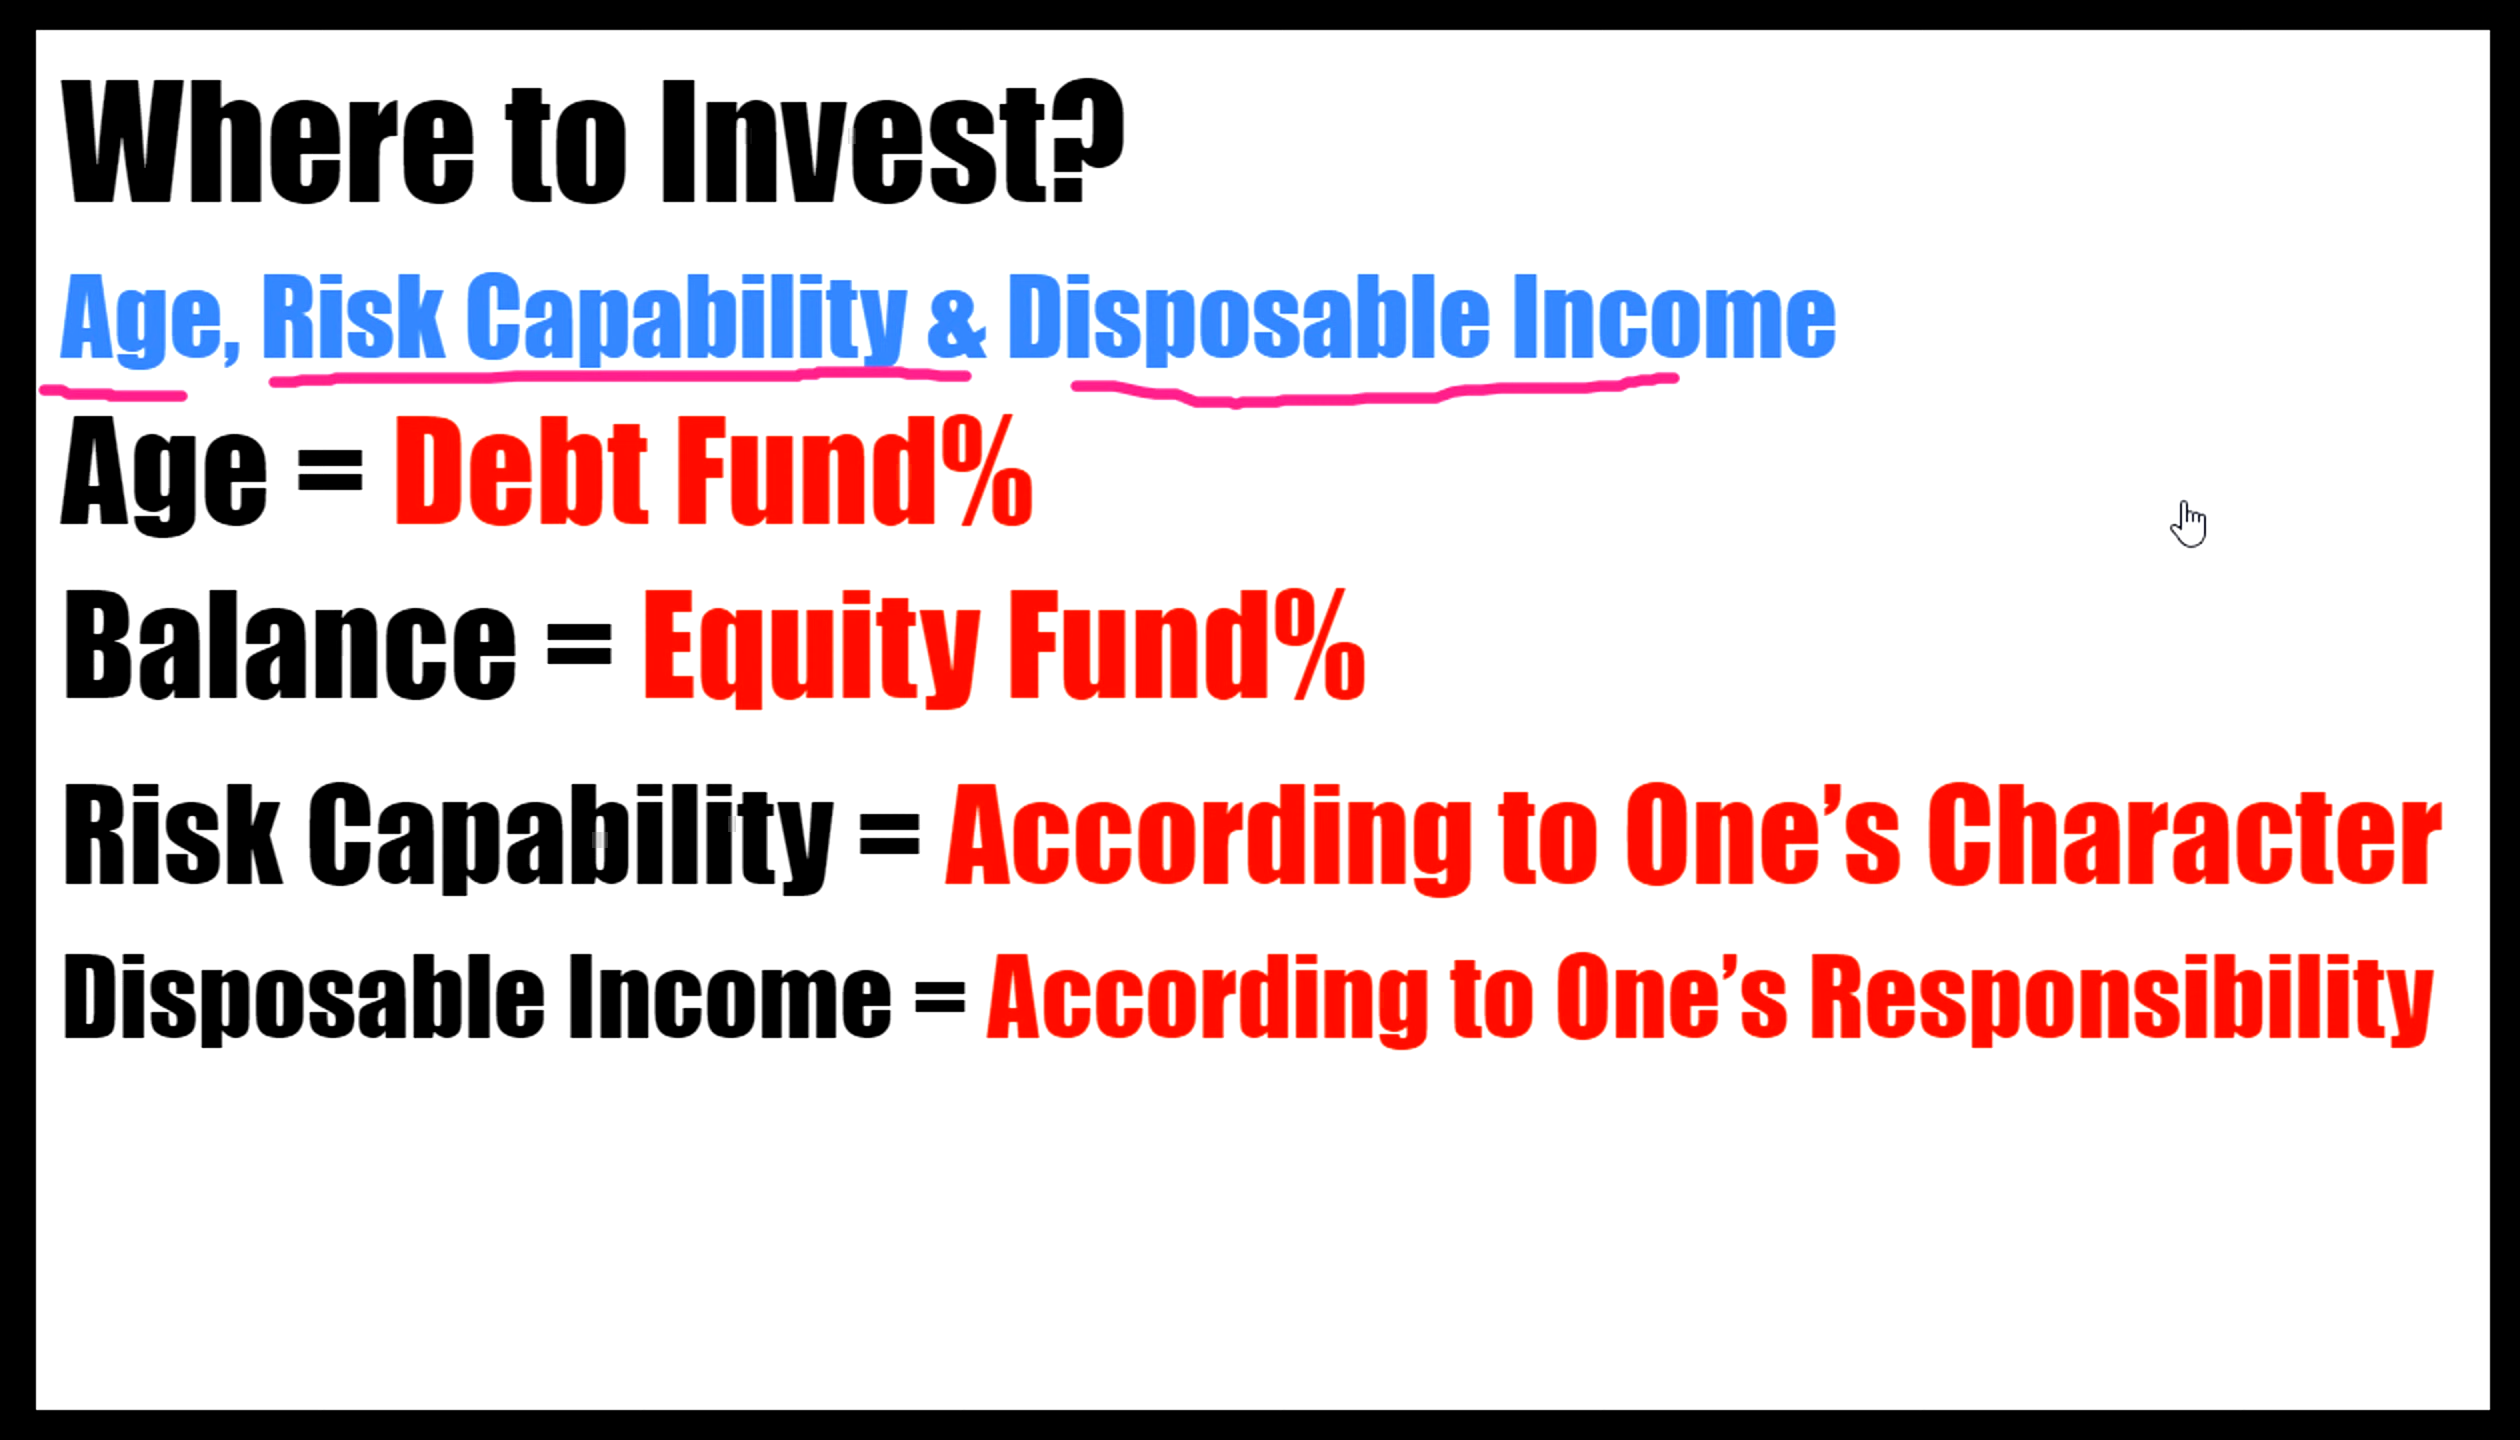 Where to Invest?
Age, Risk Capability & Disposable Income
Age = Debt Fund%
Balance = Equity Fund%
Risk Capability = According to One’s Character
Disposable Income = According to One’s Responsibility